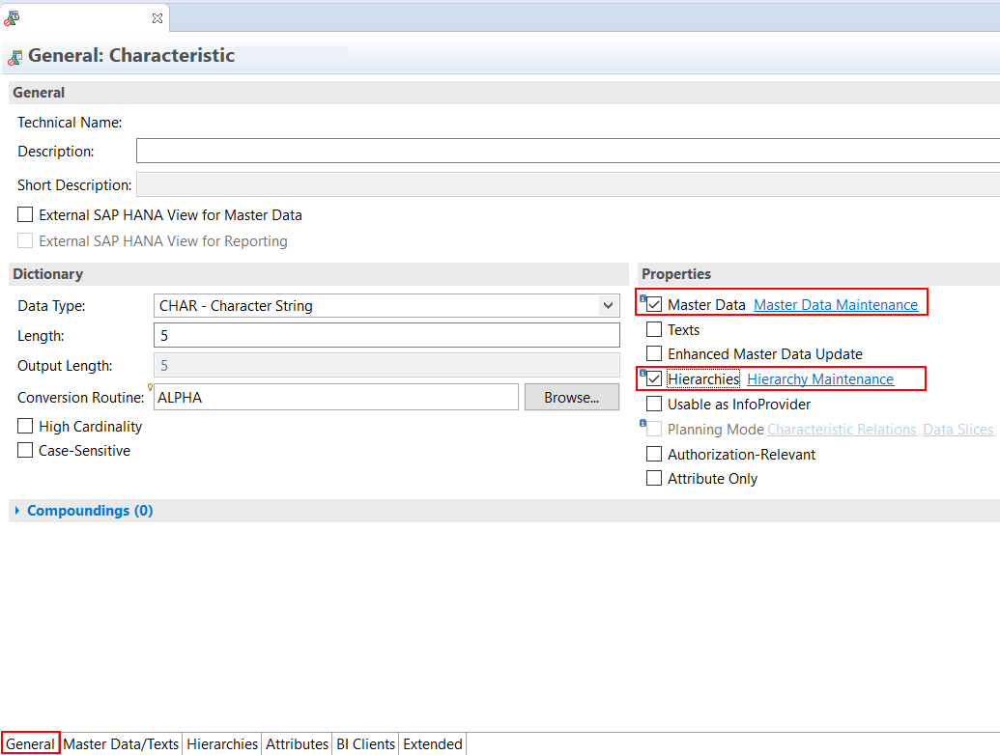 General: Characteristic
General
Technical Name:
Description:
Short Description:
External SAP HANA View for Master Data
External SAP HANA View for Reporting
Dictionary
Data Type: CHAR - Character String
Length: 5
Output Length: 5
Conversion Routine: ALPHA Browse...
High Cardinality
Case-Sensitive
Properties
Master Data Master Data Maintenance
Texts
Enhanced Master Data Update
Hierarchies Hierarchy Maintenance
Usable as InfoProvider
Planning Mode Characteristic Relations Data Slices
Authorization-Relevant
Attribute Only
Compoundings (0)
General Master Data/Texts Hierarchies Attributes BI Clients Extended